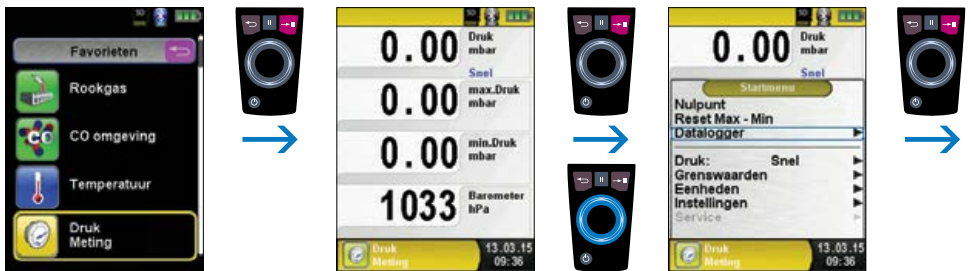 Favorieten
Rookgas
CO
CO omgeving
Temperatuur
Druk
Meting
0.00 Druk
mbar
Snel
0.00 max.Druk
mbar
0.00 min.Druk
mbar
1033 Barometer
hPa
Druk
Meting
13.03.15
09:36
0.00 Druk
mbar
Snel
Startmenu
Nulpunt
Reset Max - Min
Datalogger
Druk: Snel
Grenswaarden
Eenheden
Instellingen
Service
Druk
Meting
13.03.15
09:36